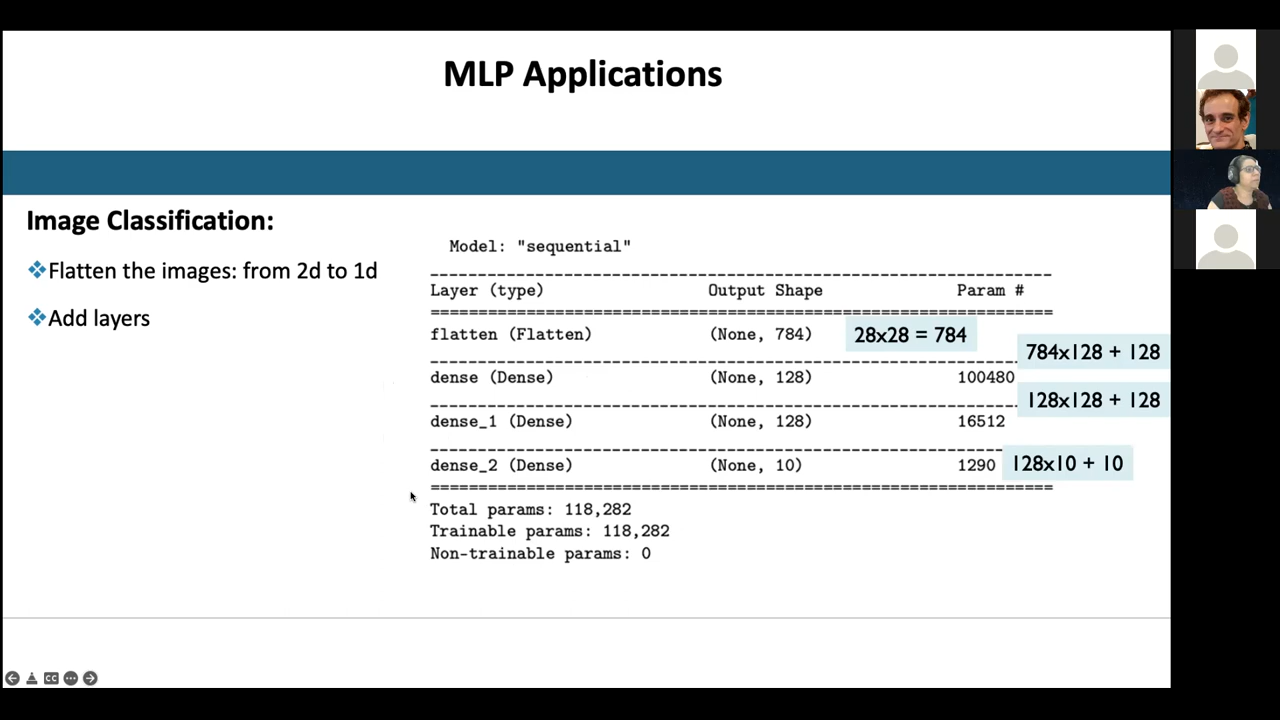 MLP Applications
Image Classification:
❖Flatten the images: from 2d to 1d
❖Add layers
Model: "sequential"
Layer (type) Output Shape Param #
flatten (Flatten) (None, 784) 28x28 = 784
784x128 + 128
dense (Dense) (None, 128) 100480
128x128 + 128
dense_1 (Dense) (None, 128) 16512
dense_2 (Dense) (None, 10) 1290 128x10 + 10
Total params: 118,282
Trainable params: 118,282
Non-trainable params: 0
CC